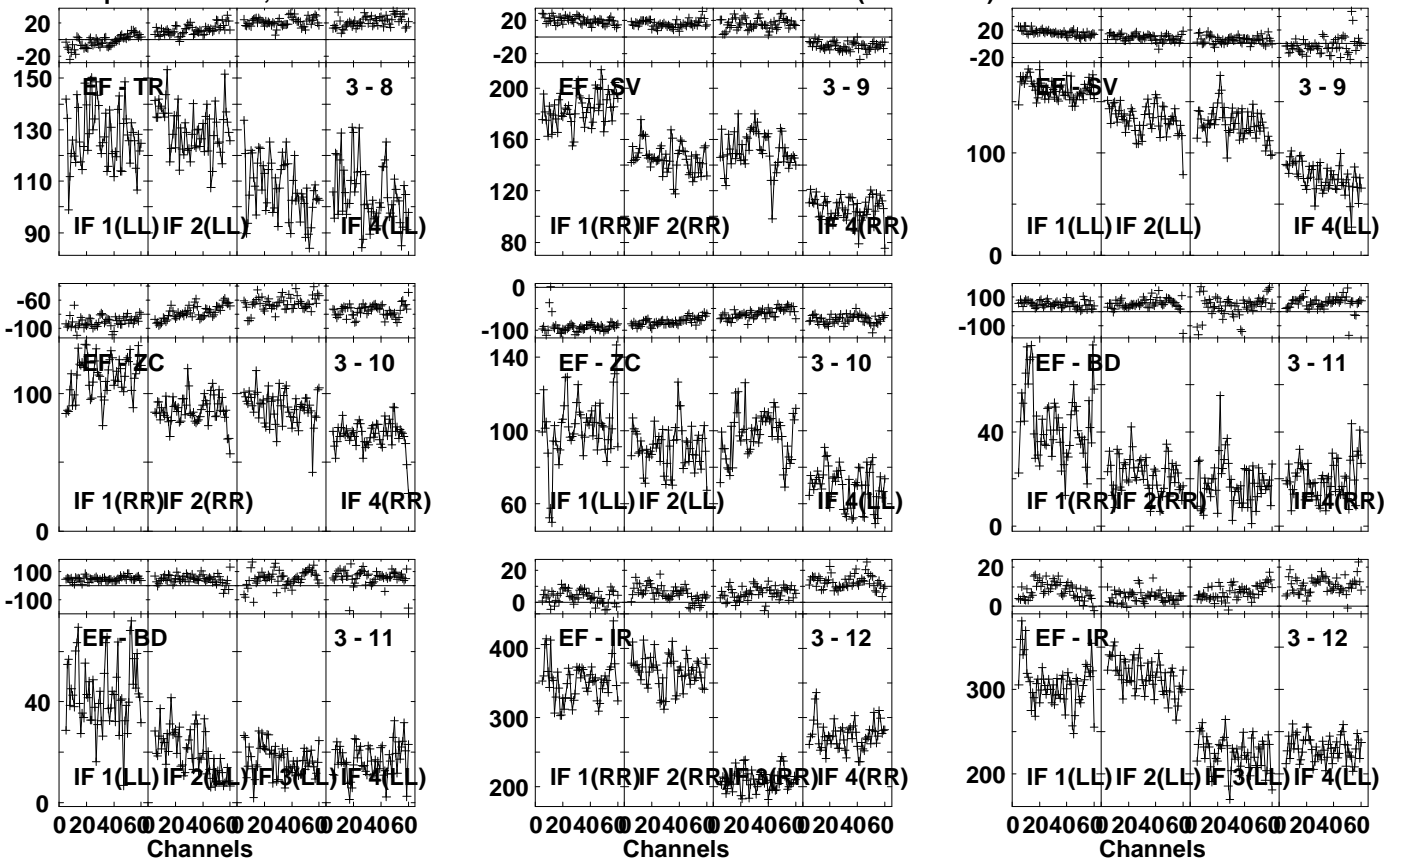 20
-20
150
130
110
90
EF - TR
3 - 8
IF 1(LL) IF 2(LL) IF 4(LL)
20
-20
200
160
120
80
EF - SV
3 - 9
IF 1(RR) IF 2(RR) IF 4(RR)
20
-20
100
0
EF - SV
3 - 9
IF 1(LL) IF 2(LL) IF 4(LL)
-60
-100
100
0
EF - ZC
3 - 10
IF 1(RR) IF 2(RR) IF 4(RR)
0
-100
140
100
60
EF - ZC
3 - 10
IF 1(LL) IF 2(LL) IF 4(LL)
100
-100
40
0
EF - BD
3 - 11
IF 1(RR) IF 2(RR) IF 4(RR)
100
-100
40
0
EF - BD
3 - 11
IF 1(LL) IF 2(LL) IF 3(LL) IF 4(LL)
0 204060 0 204060 0 204060 0 204060
Channels
20
0
400
300
200
EF - IR
3 - 12
IF 1(RR) IF 2(RR) IF 3(RR) IF 4(RR)
0 204060 0 204060 0 204060 0 204060
Channels
20
0
300
200
EF - IR
3 - 12
IF 1(LL) IF 2(LL) IF 3(LL) IF 4(LL)
0 204060 0 204060 0 204060 0 204060
Channels